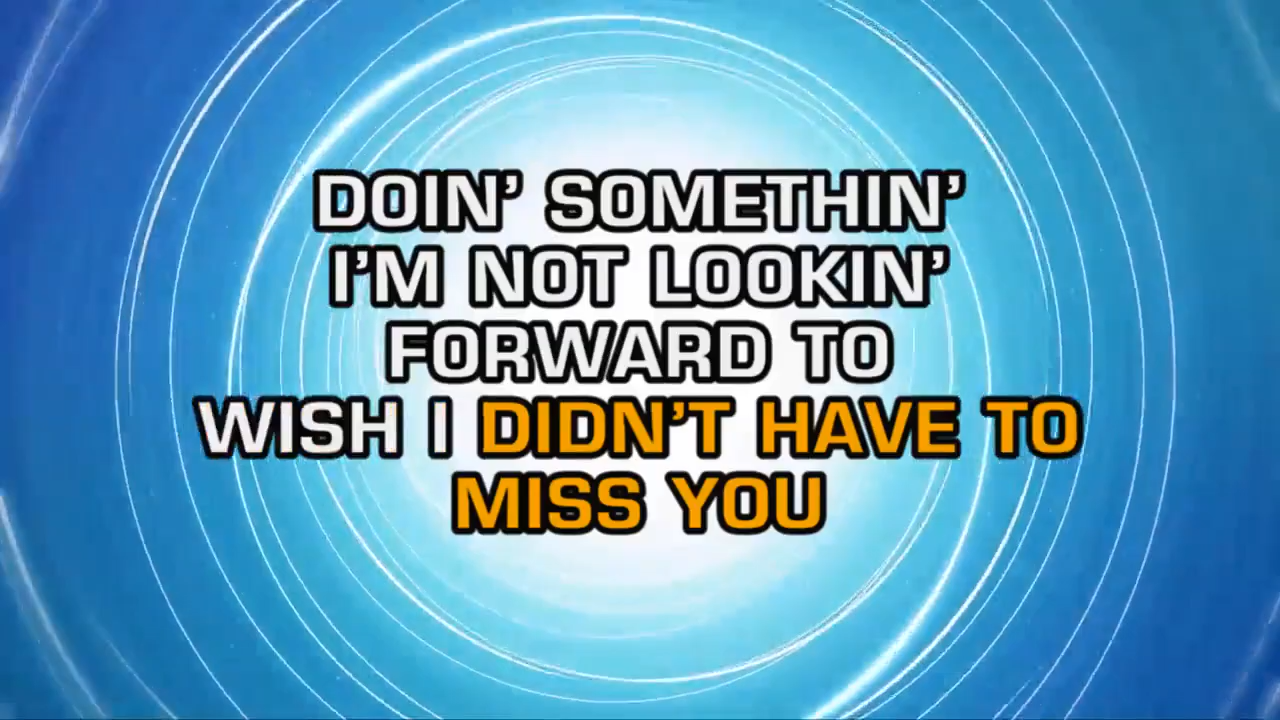 DOIN’ SOMETHIN’
I’M NOT LOOKIN’
FORWARD TO
WISH I DIDN’T HAVE TO
MISS YOU